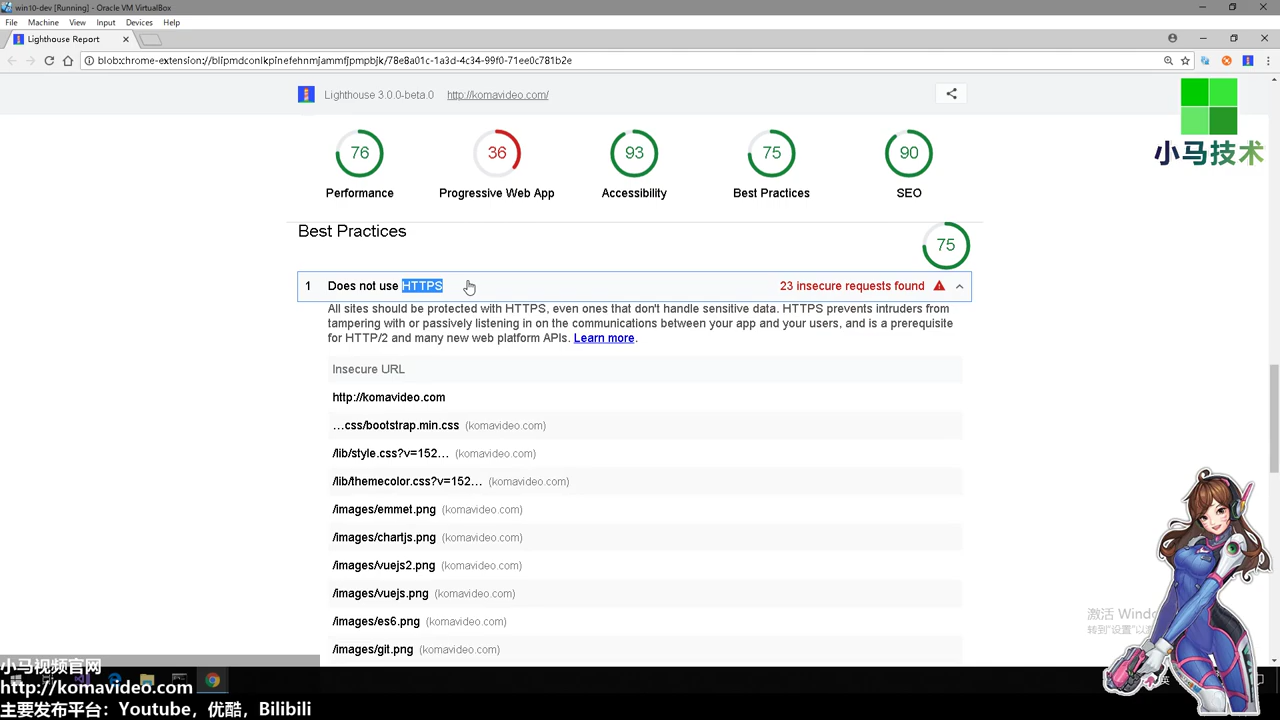 win10-dev [Running] - Oracle VM VirtualBox
File Machine View Input Devices Help
Lighthouse Report
blob:chrome-extension://blipmdconlkpinefehnmjammfjpmpbjk/78e8a01c-1a3d-4c34-99f0-71ee0c781b2e
Lighthouse 3.0.0-beta.0 http://komavideo.com/
小马技术
76 36 93 75 90
Performance Progressive Web App Accessibility Best Practices SEO
Best Practices
75
1 Does not use HTTPS 23 insecure requests found
All sites should be protected with HTTPS, even ones that don't handle sensitive data. HTTPS prevents intruders from
tampering with or passively listening in on the communications between your app and your users, and is a prerequisite
for HTTP/2 and many new web platform APIs. Learn more.
Insecure URL
http://komavideo.com
…css/bootstrap.min.css (komavideo.com)
/lib/style.css?v=152… (komavideo.com)
/lib/themecolor.css?v=152… (komavideo.com)
/images/emmet.png (komavideo.com)
/images/chartjs.png (komavideo.com)
/images/vuejs2.png (komavideo.com)
/images/vuejs.png (komavideo.com)
/images/es6.png (komavideo.com)
/images/git.png (komavideo.com)
激活 Windo
转到"设置"以
小马视频官网
http://komavideo.com
主要发布平台：Youtube，优酷，Bilibili
英